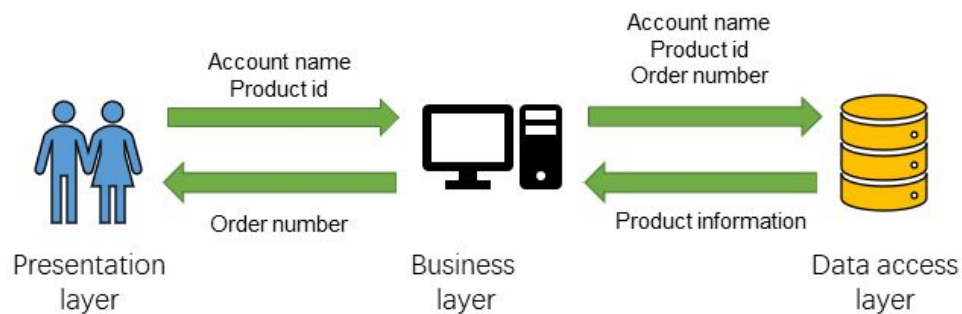 Account name
Product id
Account name
Product id
Order number
Order number
Product information
Presentation
layer
Business
layer
Data access
layer